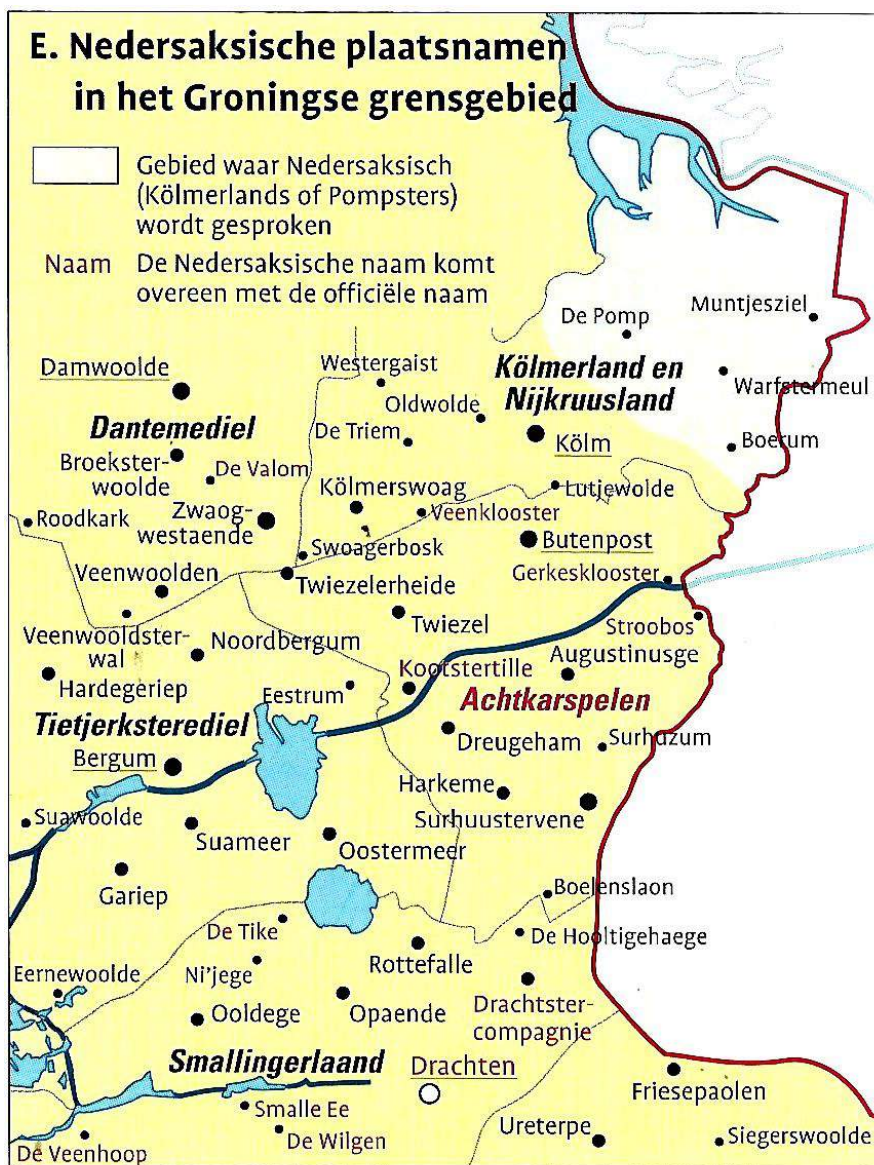 E. Nedersaksische plaatsnamen
in het Groningse grensgebied
Gebied waar Nedersaksisch
(Kölmerlands of Pompsters)
wordt gesproken
Naam De Nedersaksische naam komt
overeen met de officiële naam
Muntjesziel
De Pomp
Westergaist
Kölmerland en
Nijkruusland
Damwoolde
Warfstermeul
Oldwolde
Dantemediel
De Triem
Kölm
Boerum
Broekster-
woolde
De Valom
Kölmerswoag
Lutjewolde
Roodkark
Zwaog-
westaende
Veenklooster
Butenpost
Swoagerbosk
Gerkesklooster
Veenwoolden
Twiezelerheide
Twiezel
Stroobos
Veenwooldster-
wal
Noordbergum
Augustinusge
Hardegeriep
Eestrum
Kootstertille
Achtkarspelen
Tietjerksterediel
Dreugeham
Surhuzum
Bergum
Harkeme
Suawoolde
Surhuustervene
Suameer
Oostermeer
Gariep
Boelenslaon
De Tike
De Hooltigehaege
Rottefalle
Eernewoolde
Ni'jege
Ooldege
Opaende
Drachtster-
compagnie
Smallingerlaand
Drachten
Friesepaolen
Smalle Ee
De Wilgen
Ureterpe
Siegerswoolde
De Veenhoop